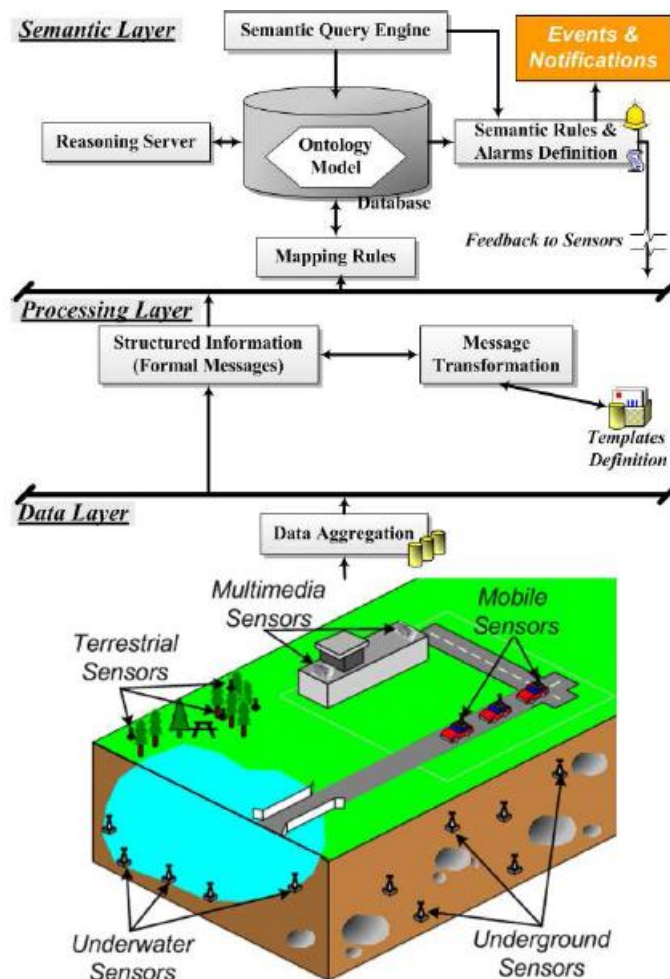 Semantic Layer
Semantic Query Engine
Events &
Notifications
Reasoning Server
Ontology
Model
Database
Semantic Rules &
Alarms Definition
Feedback to Sensors
Mapping Rules
Processing Layer
Structured Information
(Formal Messages)
Message
Transformation
Templates
Definition
Data Layer
Data Aggregation
Multimedia
Sensors
Mobile
Sensors
Terrestrial
Sensors
Underwater
Sensors
Underground
Sensors